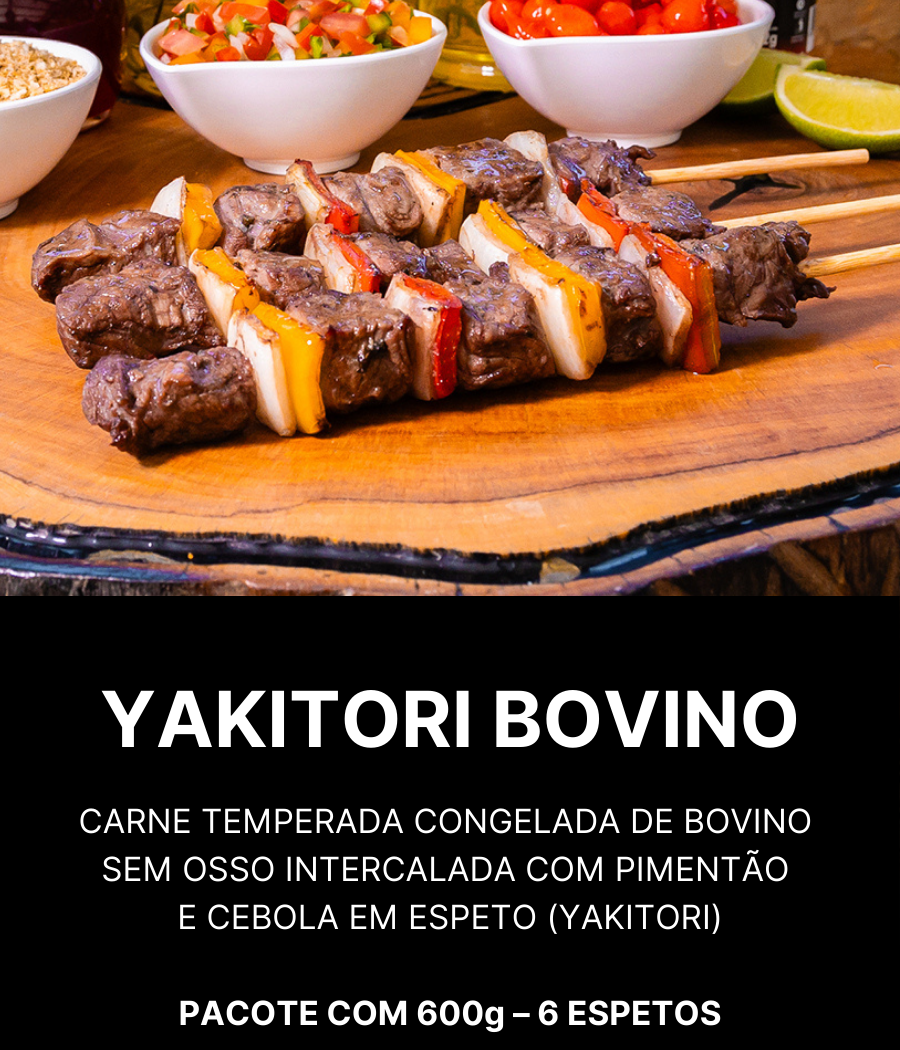 YAKITORI BOVINO
CARNE TEMPERADA CONGELADA DE BOVINO
SEM OSSO INTERCALADA COM PIMENTÃO
E CEBOLA EM ESPETO (YAKITORI)
PACOTE COM 600g – 6 ESPETOS